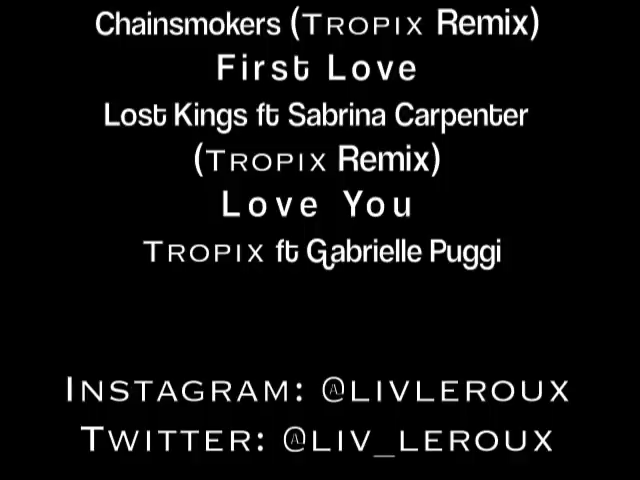 Chainsmokers (Tropix Remix)
First Love
Lost Kings ft Sabrina Carpenter
(Tropix Remix)
Love You
Tropix ft Gabrielle Puggi
Instagram: @livleroux
Twitter: @liv_leroux